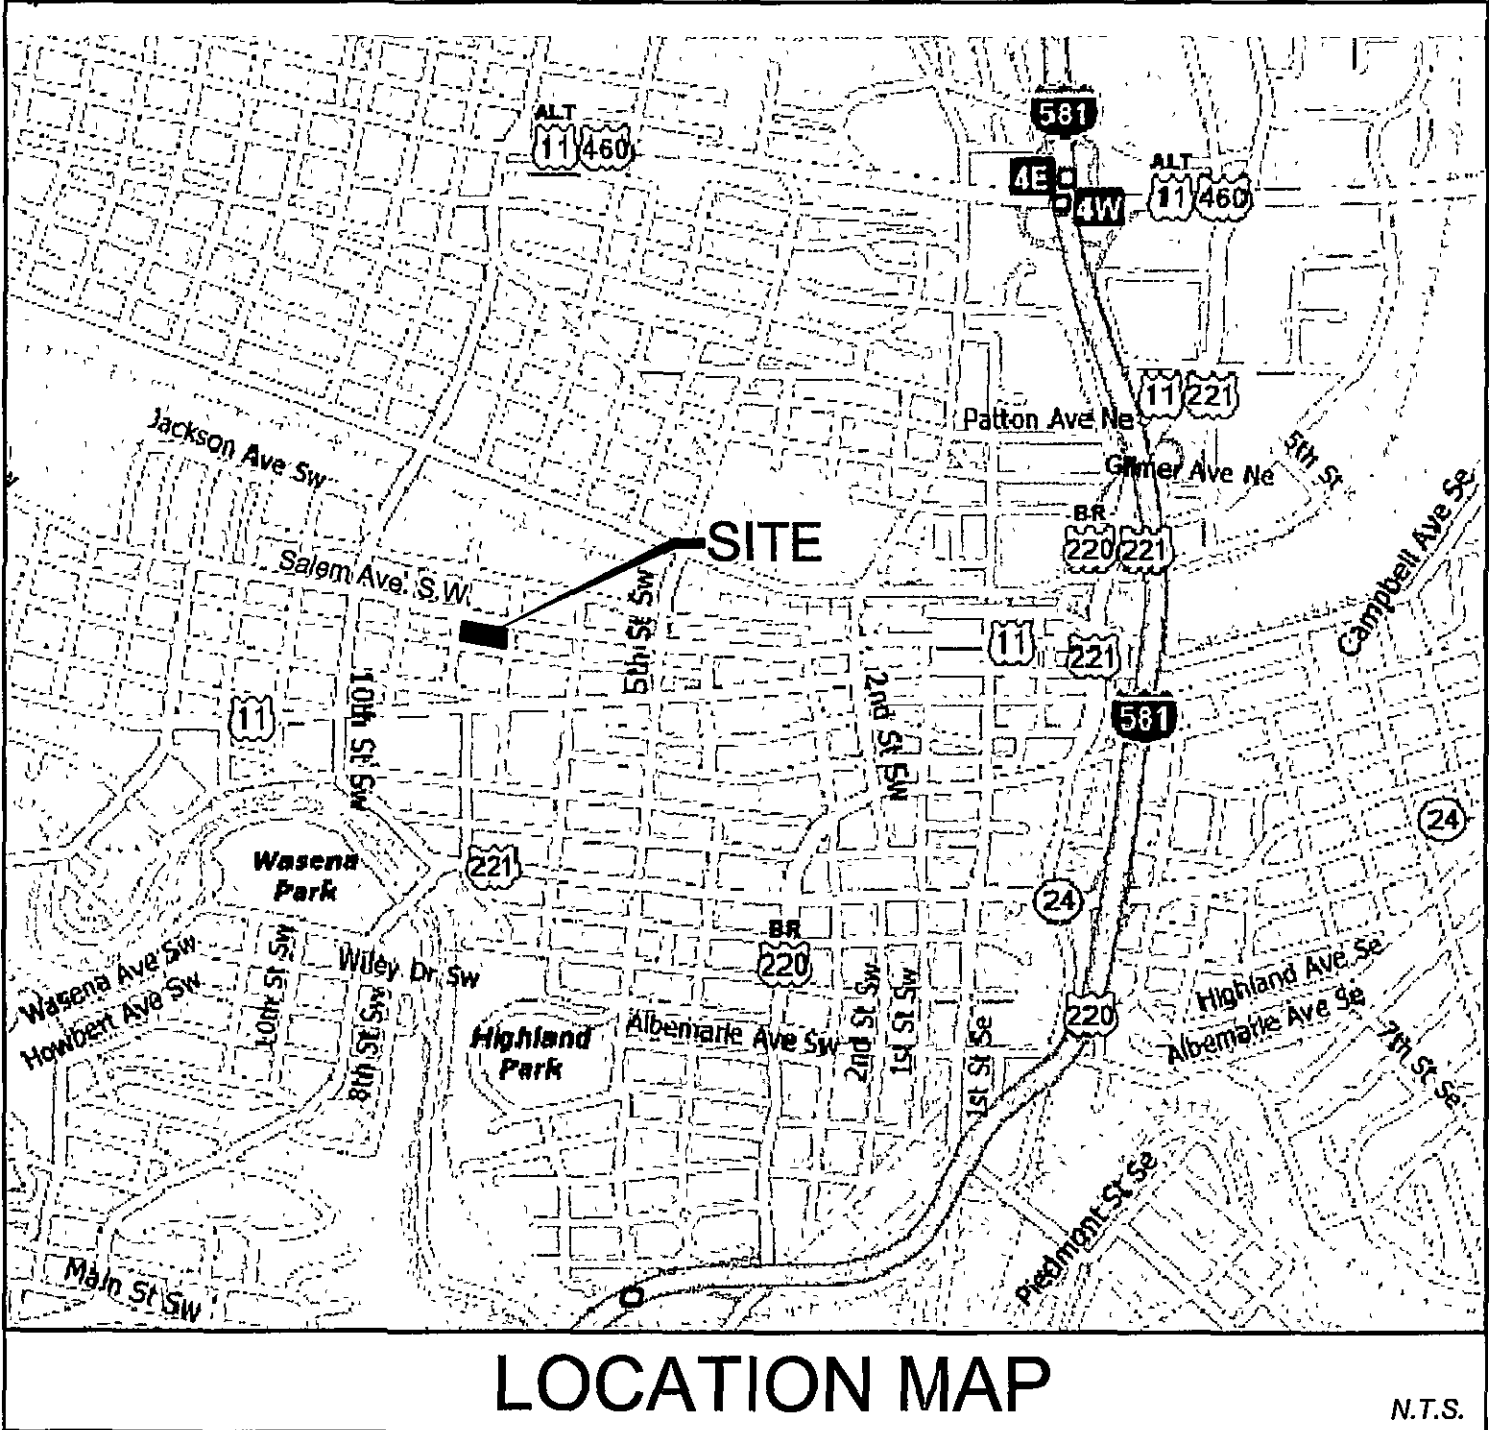 581
ALT
11 460
4E
ALT
11 460
4W
11 221
Patton Ave Ne
Jackson Ave Sw
5th St
Gilmer Ave Ne
Campbell Ave Se
BR
220 221
SITE
Salem Ave. S.W.
5th St Sw
11
221
10th St Sw
2nd St Sw
11
581
24
Wasena
Park
221
24
BR
220
Wasena Ave Sw
Howbert Ave Sw
10th St Sw
Wiley Dr Sw
8th St Sw
Highland
Park
Albemarle Ave Sw
2nd St Sw
1st St Sw
1st St Se
220
Highland Ave Se
Albemarle Ave Se
7th St Se
Piedmont St Se
Main St Sw
LOCATION MAP
N.T.S.